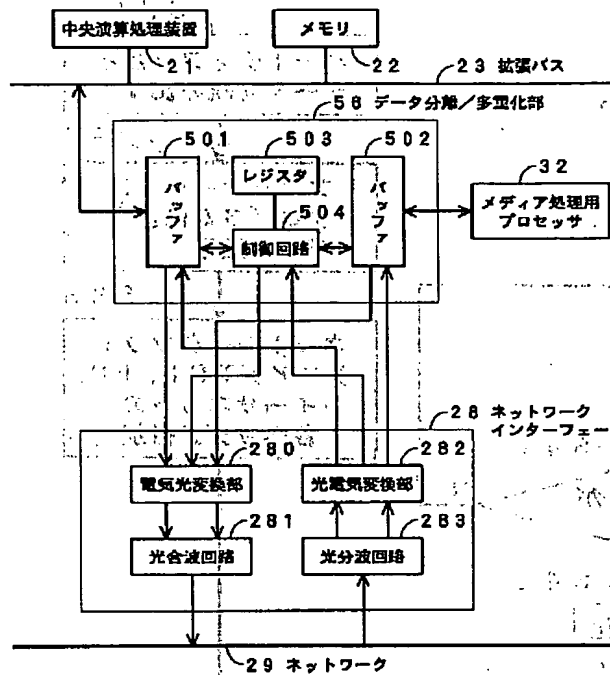 中央演算処理装置
メモリ
21
22
23 拡張バス
56 データ分離/多重化部
501
503
502
レジスタ
32
バッファ
504
バッファ
メディア処理用
プロセッサ
制御回路
28 ネットワーク
インターフェー
280
282
電気光変換部
光電気変換部
281
283
光合波回路
光分波回路
29 ネットワーク